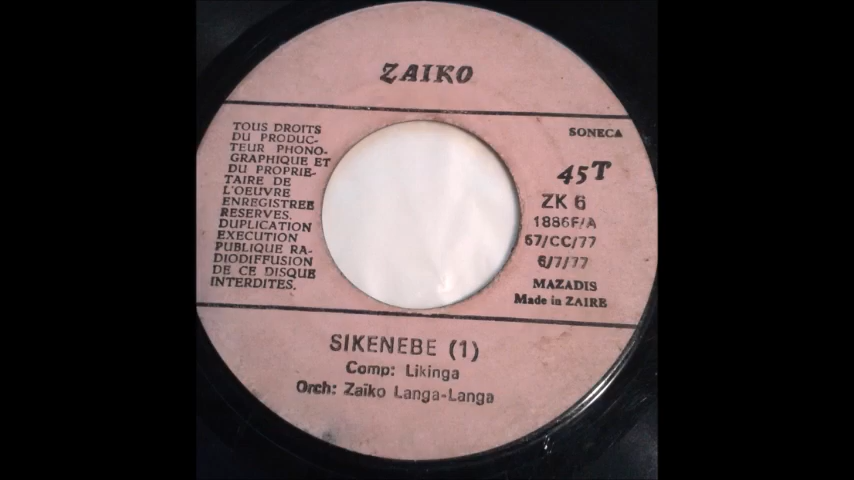 ZAIKO
TOUS DROITS
DU PRODUC-
TEUR PHONO-
GRAPHIQUE ET
DU PROPRIE-
TAIRE DE
L'OEUVRE
ENREGISTREE
RESERVES.
DUPLICATION
EXECUTION
PUBLIQUE RA-
DIODIFFUSION
DE CE DISQUE
INTERDITES.
SONECA
45T
ZK 6
1886F/A
67/CC/77
6/7/77
MAZADIS
Made in ZAIRE
SIKENEBE (1)
Comp: Likinga
Orch: Zaïko Langa-Langa